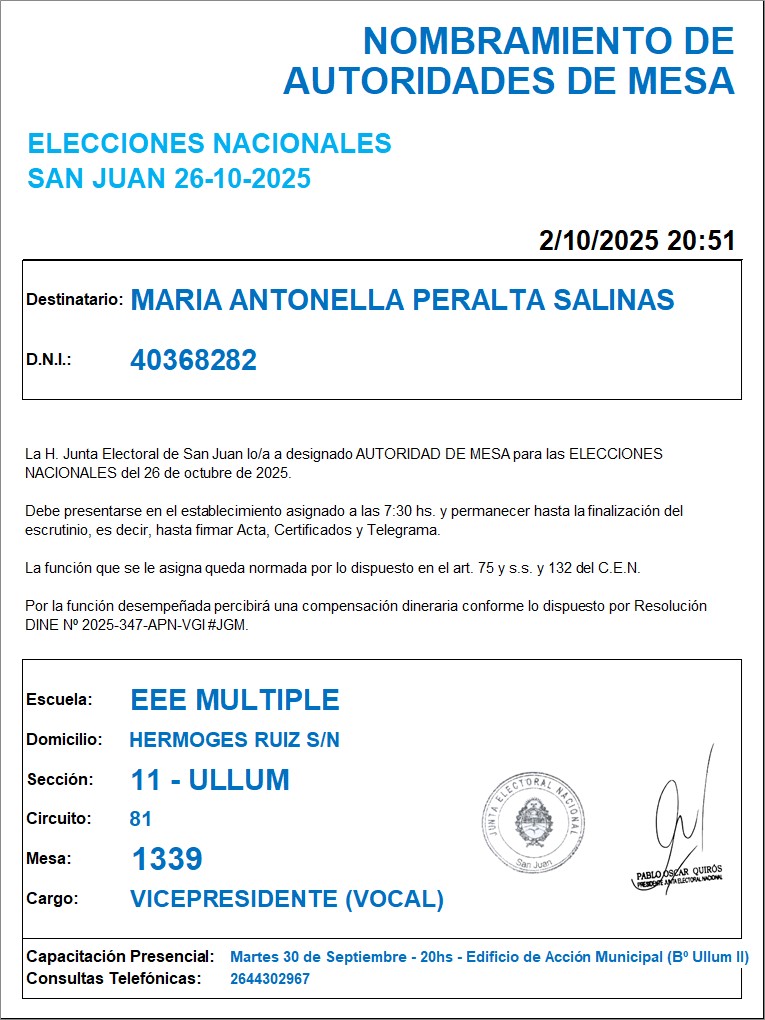 NOMBRAMIENTO DE
AUTORIDADES DE MESA
ELECCIONES NACIONALES
SAN JUAN 26-10-2025
2/10/2025 20:51
Destinatario: MARIA ANTONELLA PERALTA SALINAS
D.N.I.: 40368282
La H. Junta Electoral de San Juan lo/a a designado AUTORIDAD DE MESA para las ELECCIONES
NACIONALES del 26 de octubre de 2025.
Debe presentarse en el establecimiento asignado a las 7:30 hs. y permanecer hasta la finalización del
escrutinio, es decir, hasta firmar Acta, Certificados y Telegrama.
La función que se le asigna queda normada por lo dispuesto en el art. 75 y s.s. y 132 del C.E.N.
Por la función desempeñada percibirá una compensación dineraria conforme lo dispuesto por Resolución
DINE Nº 2025-347-APN-VGI#JGM.
Escuela: EEE MULTIPLE
Domicilio: HERMOGES RUIZ S/N
Sección: 11 - ULLUM
Circuito: 81
Mesa: 1339
Cargo: VICEPRESIDENTE (VOCAL)
JUNTA ELECTORAL NACIONAL
San Juan
PABLO OSCAR QUIRÓS
PRESIDENTE JUNTA ELECTORAL NACIONAL
Capacitación Presencial: Martes 30 de Septiembre - 20hs - Edificio de Acción Municipal (Bº Ullum II)
Consultas Telefónicas: 2644302967